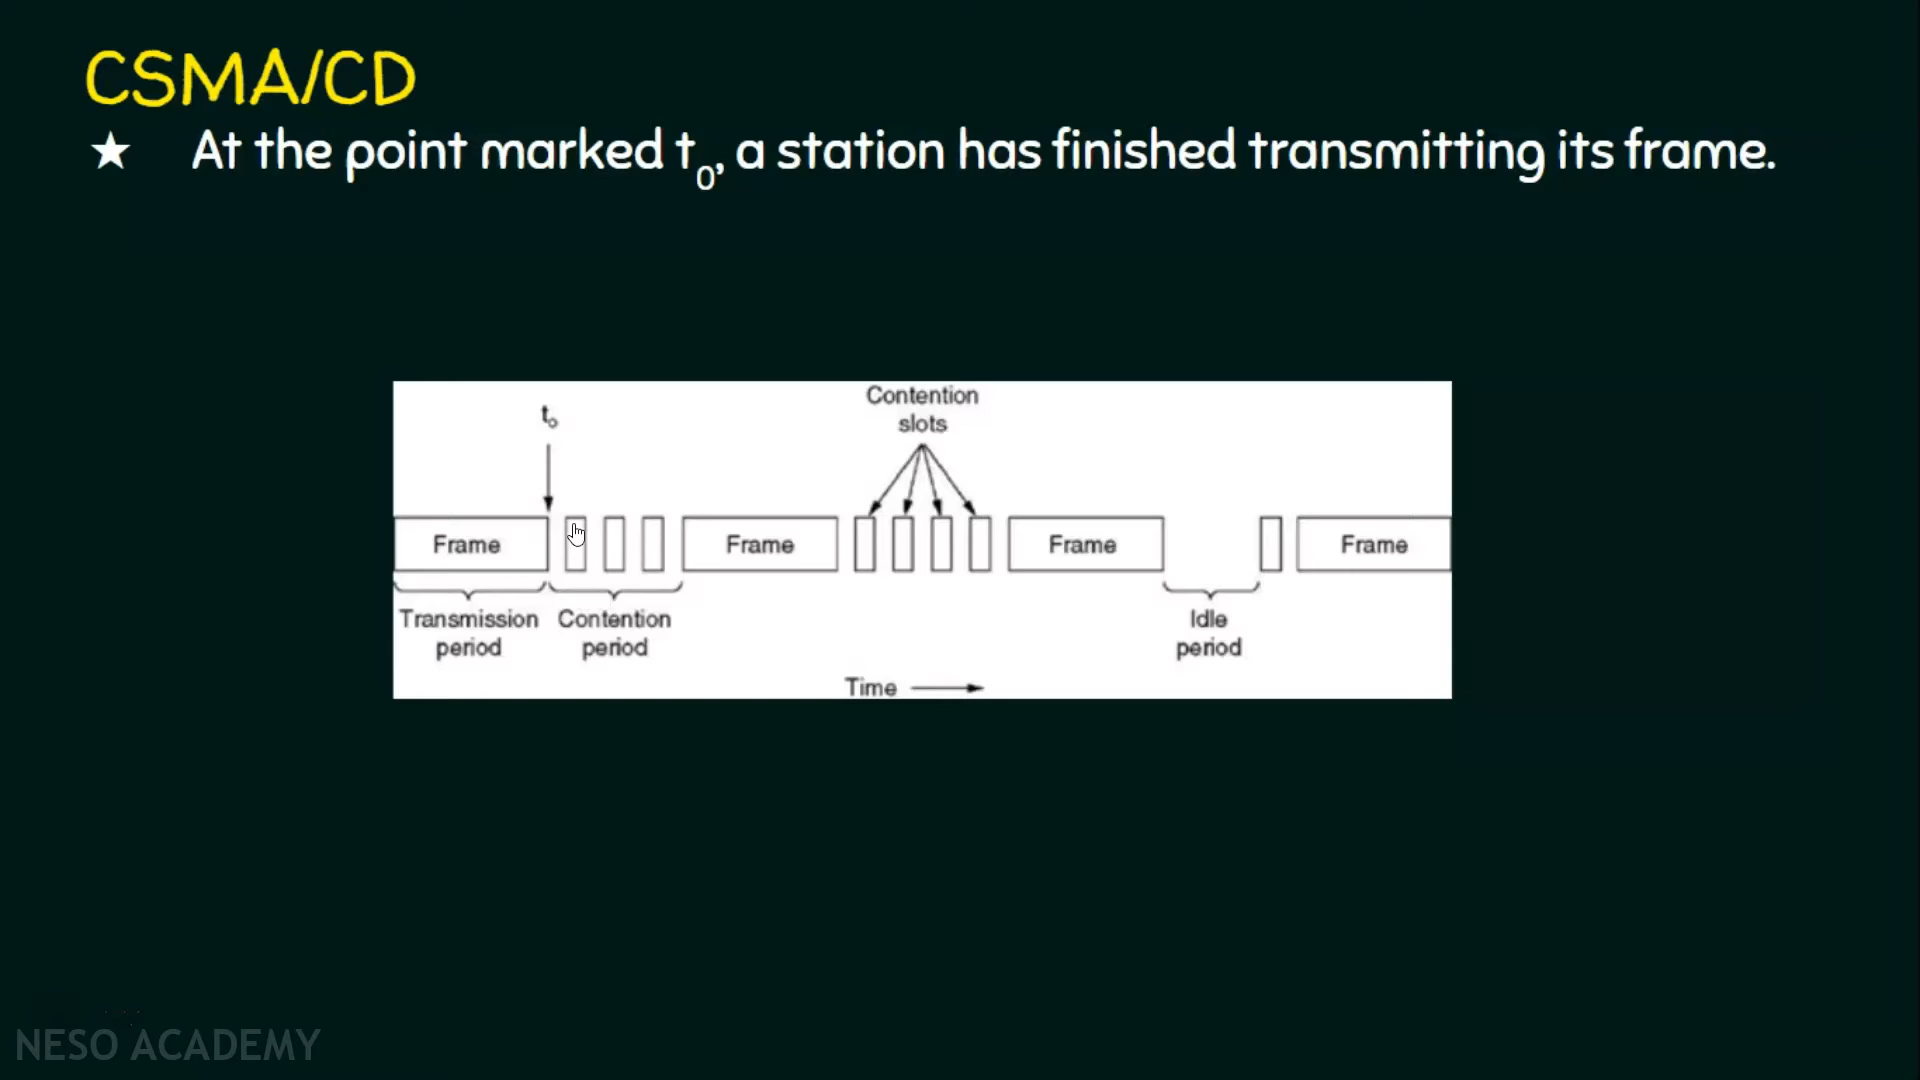 CSMA/CD
★ At the point marked t₀, a station has finished transmitting its frame.
Contention
slots
t₀
Frame
Frame
Frame
Frame
Transmission
period
Contention
period
Idle
period
Time
NESO ACADEMY